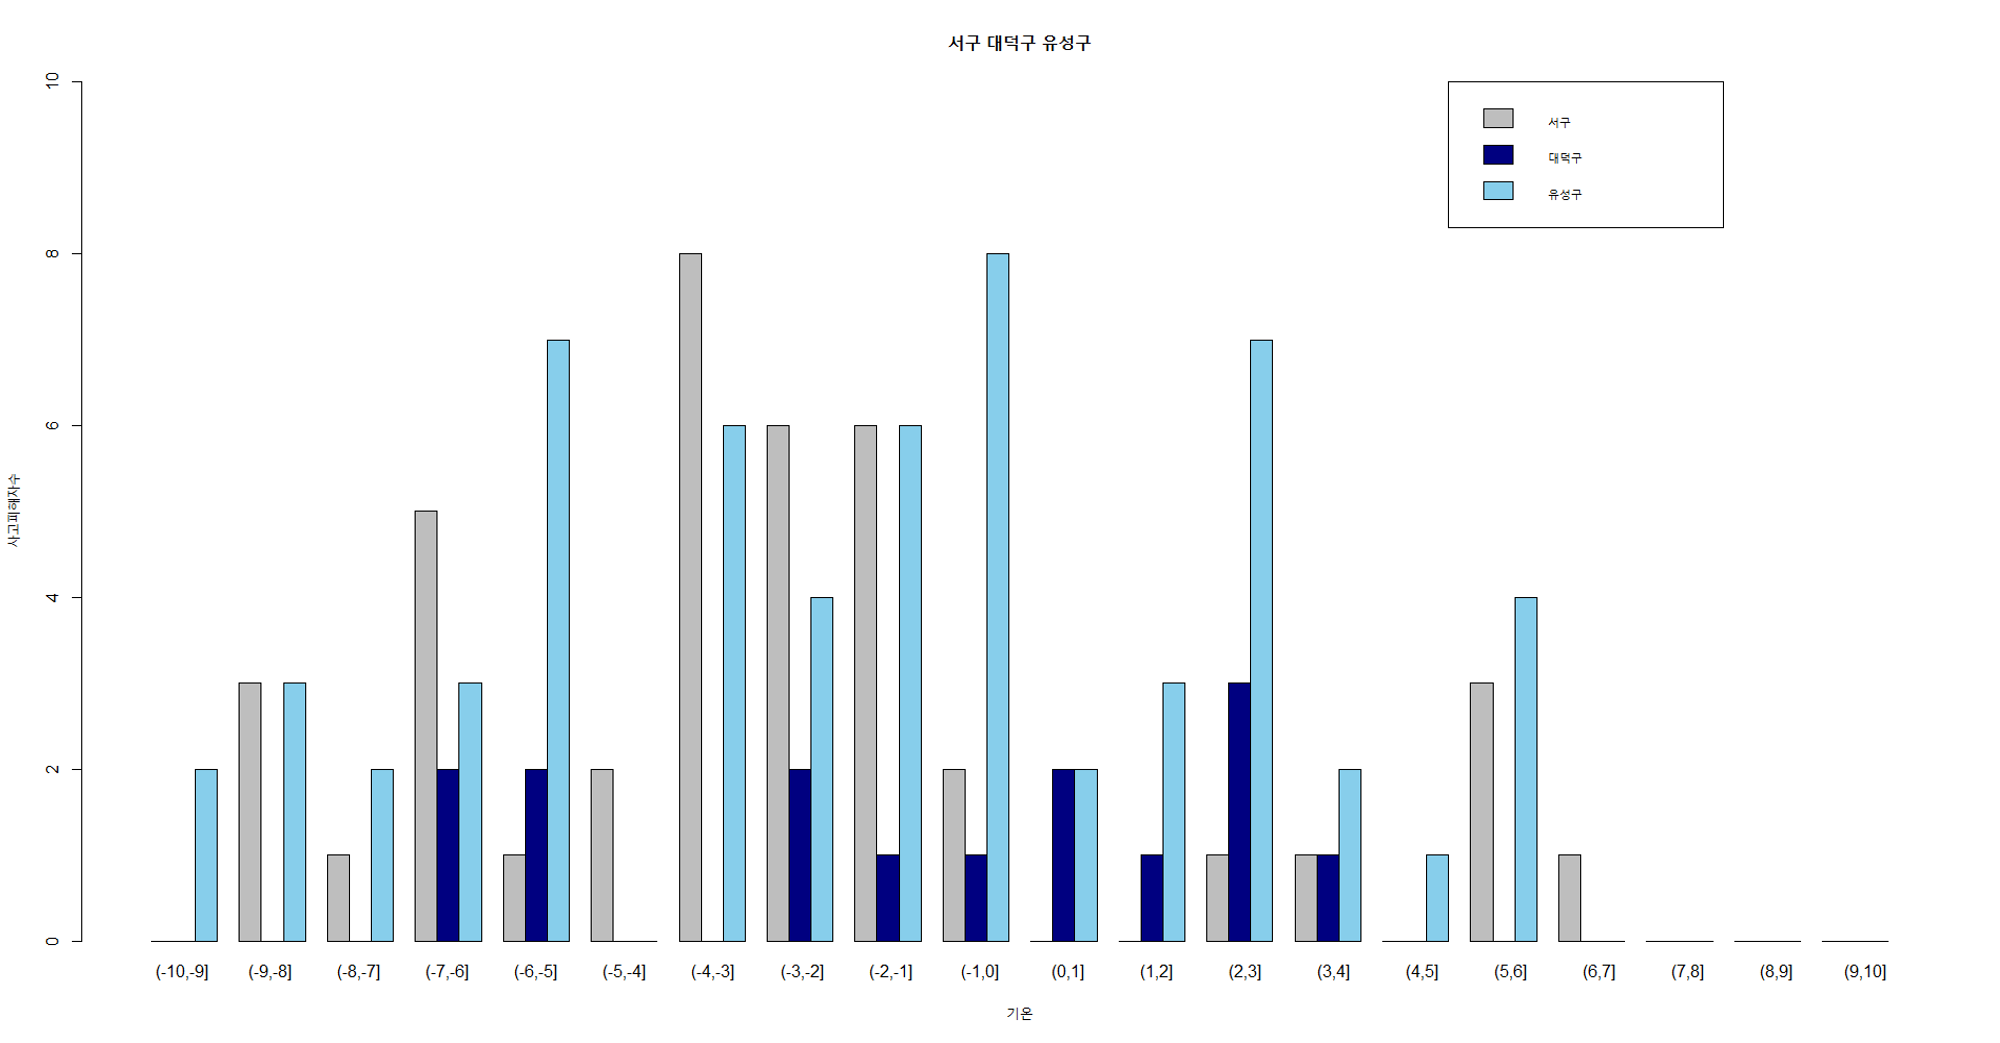 서구 대덕구 유성구
서구
대덕구
유성구
사고피해자수
10
8
6
4
2
0
(-10,-9] (-9,-8] (-8,-7] (-7,-6] (-6,-5] (-5,-4] (-4,-3] (-3,-2] (-2,-1] (-1,0] (0,1] (1,2] (2,3] (3,4] (4,5] (5,6] (6,7] (7,8] (8,9] (9,10]
기온